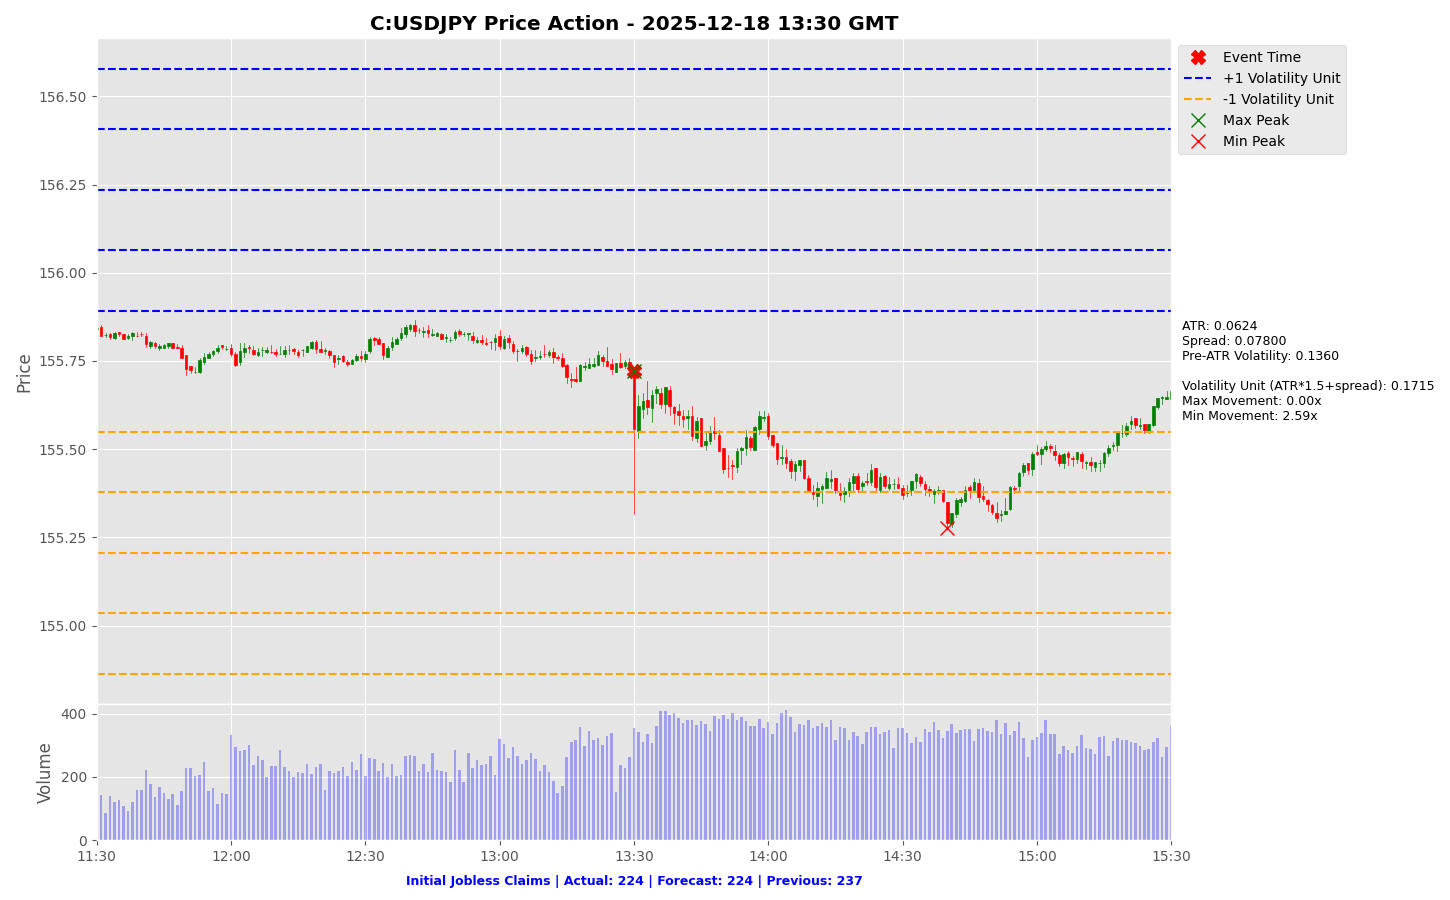 C:USDJPY Price Action - 2025-12-18 13:30 GMT
Event Time
+1 Volatility Unit
-1 Volatility Unit
Max Peak
Min Peak
Price
156.50
156.25
156.00
155.75
155.50
155.25
155.00
ATR: 0.0624
Spread: 0.07800
Pre-ATR Volatility: 0.1360
Volatility Unit (ATR*1.5+spread): 0.1715
Max Movement: 0.00x
Min Movement: 2.59x
Volume
400
200
0
11:30 12:00 12:30 13:00 13:30 14:00 14:30 15:00 15:30
Initial Jobless Claims | Actual: 224 | Forecast: 224 | Previous: 237